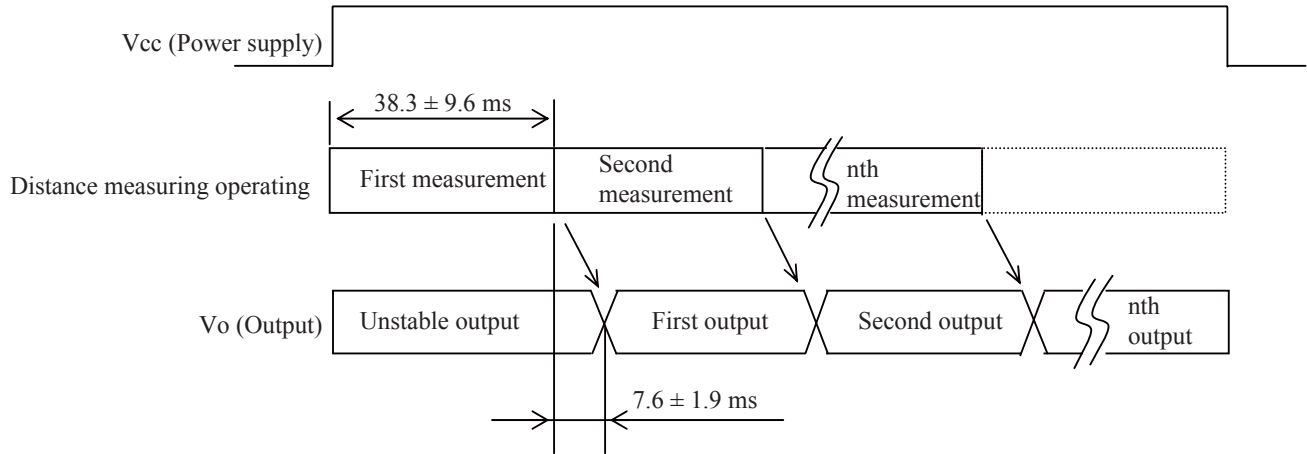 Vcc (Power supply)
38.3 ± 9.6 ms
Distance measuring operating
First measurement
Second
measurement
nth
measurement
Vo (Output)
Unstable output
First output
Second output
nth
output
7.6 ± 1.9 ms